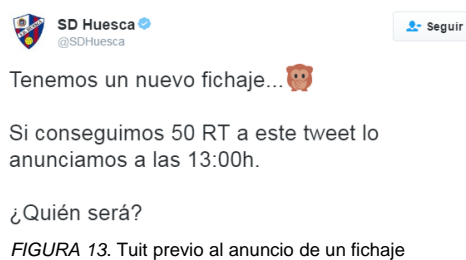 SD Huesca
@SDHuesca
Seguir
Tenemos un nuevo fichaje...🙊
Si conseguimos 50 RT a este tweet lo
anunciamos a las 13:00h.
¿Quién será?
FIGURA 13. Tuit previo al anuncio de un fichaje